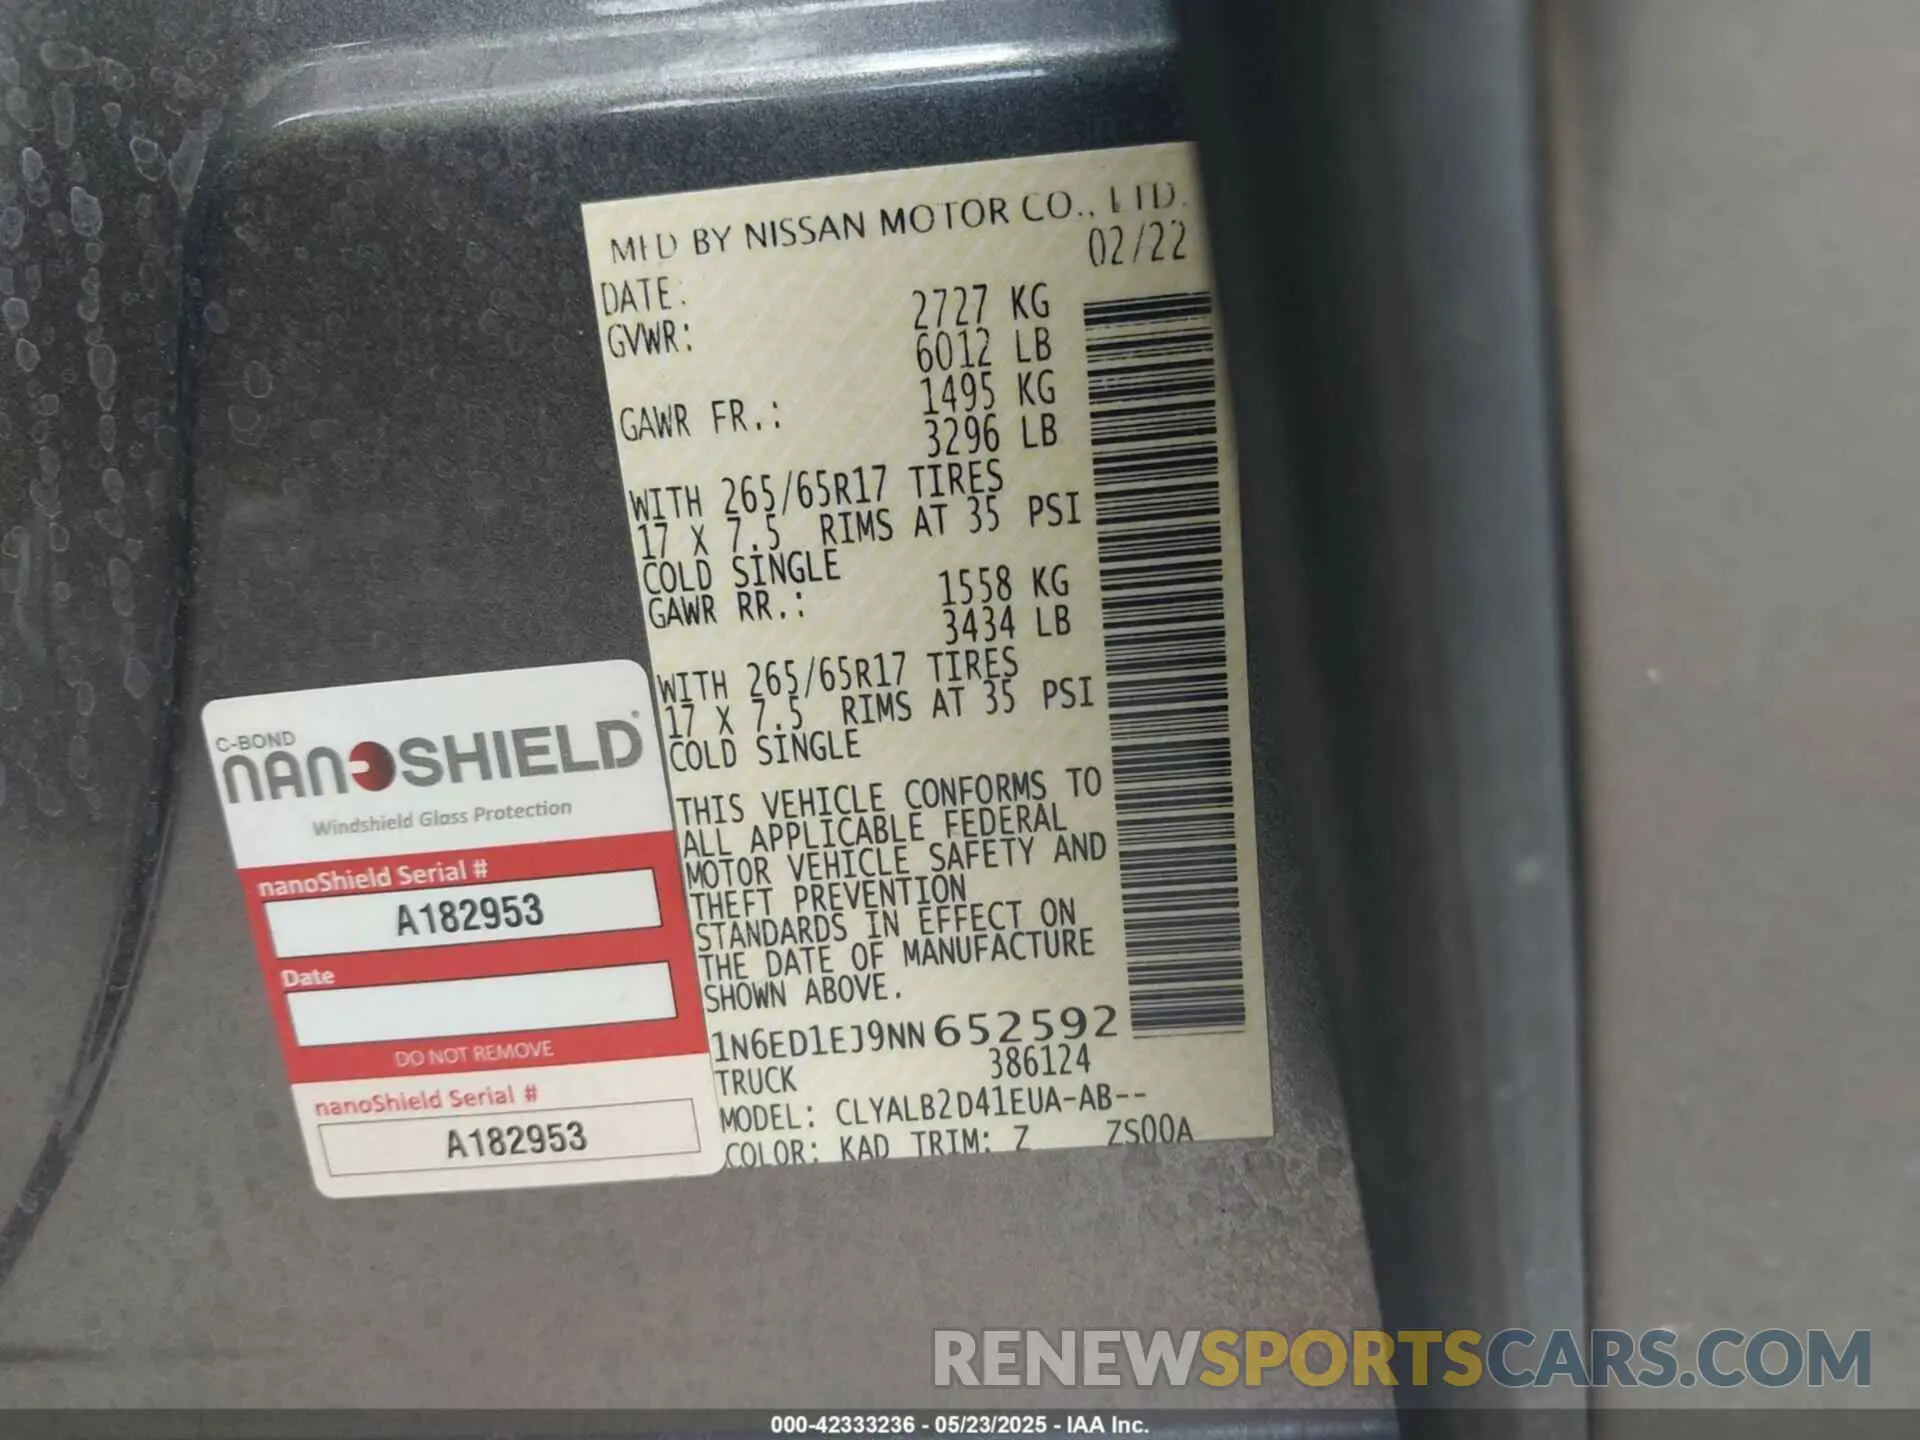 MFD BY NISSAN MOTOR CO., LTD.
DATE: 02/22
GVWR: 2727 KG
6012 LB
GAWR FR.: 1495 KG
3296 LB
WITH 265/65R17 TIRES
17 X 7.5 RIMS AT 35 PSI
COLD SINGLE
GAWR RR.: 1558 KG
3434 LB
WITH 265/65R17 TIRES
17 X 7.5 RIMS AT 35 PSI
COLD SINGLE
THIS VEHICLE CONFORMS TO
ALL APPLICABLE FEDERAL
MOTOR VEHICLE SAFETY AND
THEFT PREVENTION
STANDARDS IN EFFECT ON
THE DATE OF MANUFACTURE
SHOWN ABOVE.
1N6ED1EJ9NN652592
TRUCK 386124
MODEL: CLYALB2D41EUA-AB--
COLOR: KAD TRIM: Z ZS00A
C-BOND
nanoSHIELD®
Windshield Glass Protection
nanoShield Serial #
A182953
Date
DO NOT REMOVE
nanoShield Serial #
A182953
RENEWSPORTSCARS.COM
000-42333236 - 05/23/2025 - IAA Inc.